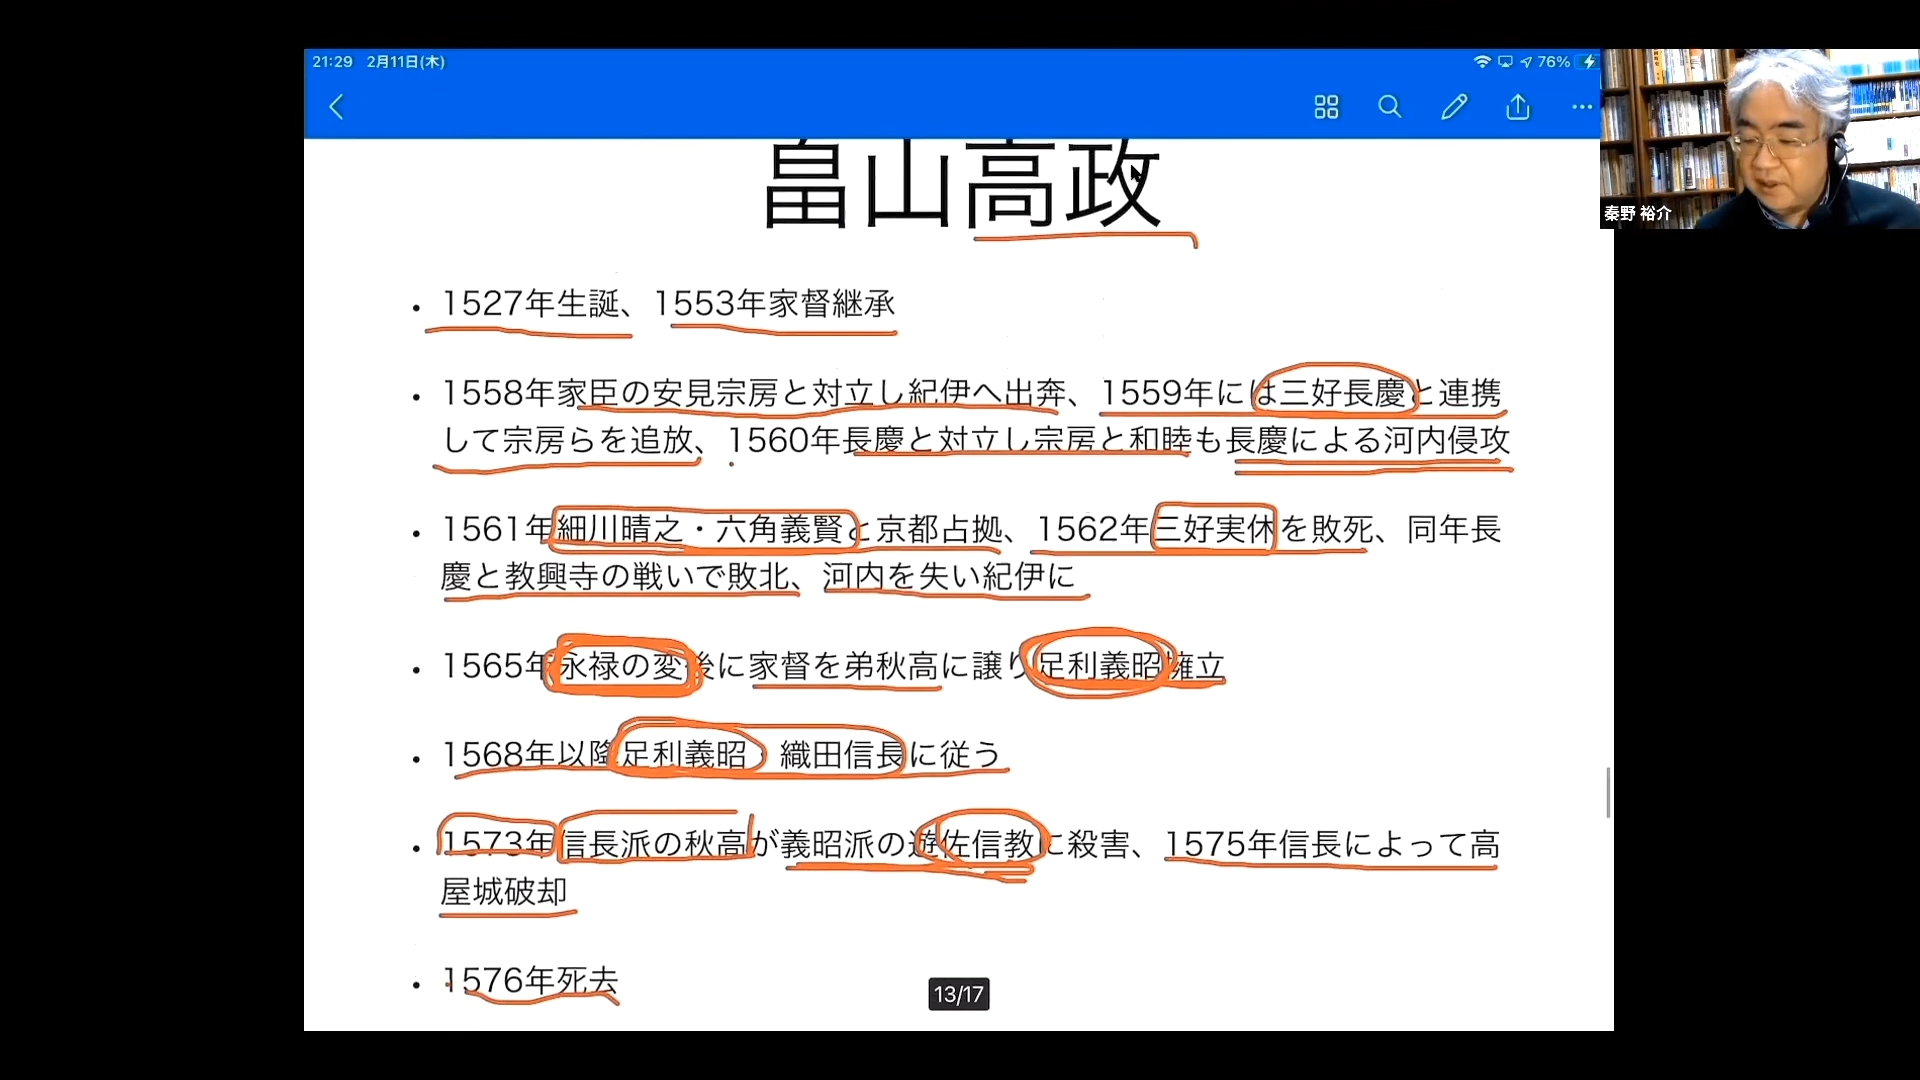 21:29 2月11日(木)
76%
畠山高政
秦野 裕介
・1527年生誕、1553年家督継承
・1558年家臣の安見宗房と対立し紀伊へ出奔、1559年には三好長慶と連携
して宗房らを追放、1560年長慶と対立し宗房と和睦も長慶による河内侵攻
・1561年細川晴之・六角義賢と京都占拠、1562年三好実休を敗死、同年長
慶と教興寺の戦いで敗北、河内を失い紀伊に
・1565年永禄の変後に家督を弟秋高に譲り足利義昭擁立
・1568年以降足利義昭・織田信長に従う
・1573年信長派の秋高が義昭派の遊佐信教に殺害、1575年信長によって高
屋城破却
・1576年死去
13/17